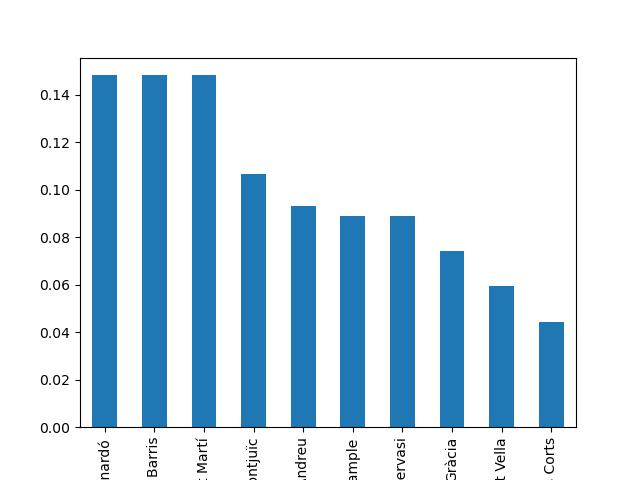 0.14
0.12
0.10
0.08
0.06
0.04
0.02
0.00
nardó
Barris
Martí
ontjuïc
ndreu
ample
ervasi
Gràcia
t Vella
Corts